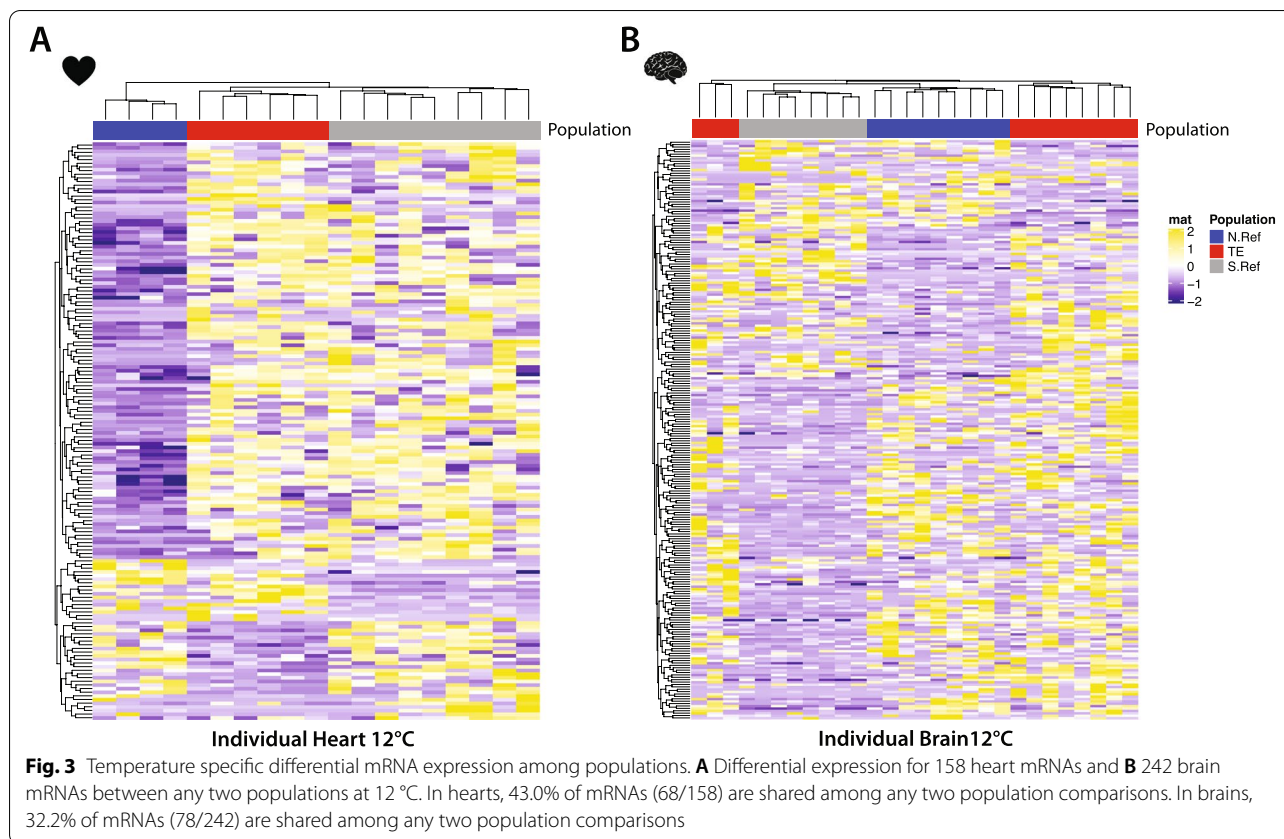 A
B
Population
Population
mat
2
1
0
−1
−2
Population
N.Ref
TE
S.Ref
Individual Heart 12°C
Individual Brain12°C
Fig. 3 Temperature specific differential mRNA expression among populations. A Differential expression for 158 heart mRNAs and B 242 brain
mRNAs between any two populations at 12 °C. In hearts, 43.0% of mRNAs (68/158) are shared among any two population comparisons. In brains,
32.2% of mRNAs (78/242) are shared among any two population comparisons